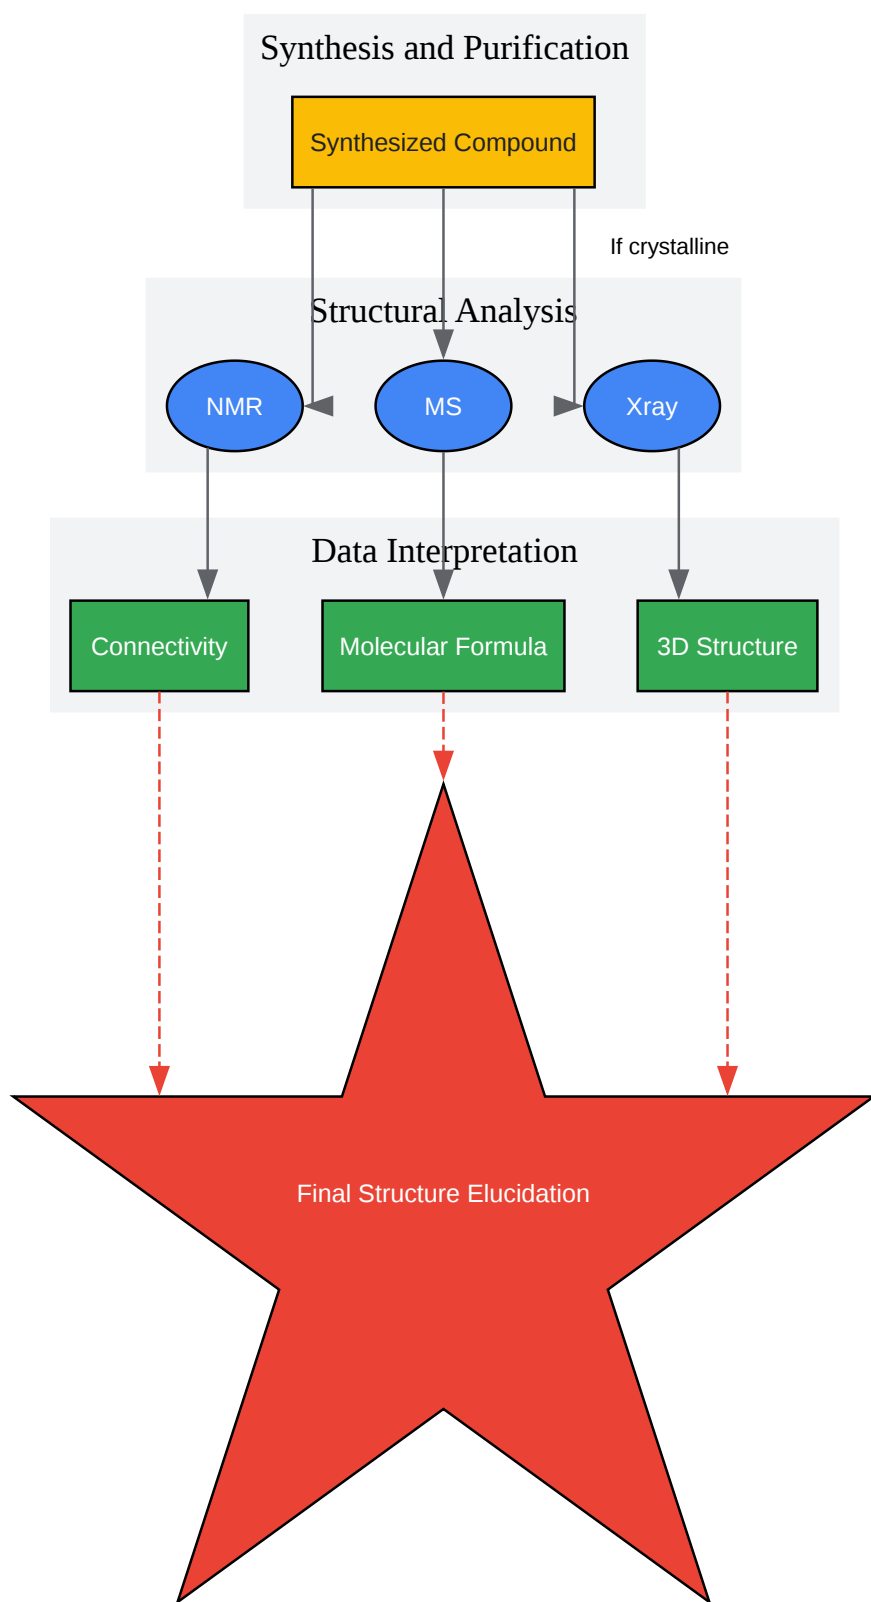 Synthesis and Purification
Synthesized Compound
If crystalline
Structural Analysis
NMR
MS
Xray
Data Interpretation
Connectivity
Molecular Formula
3D Structure
Final Structure Elucidation